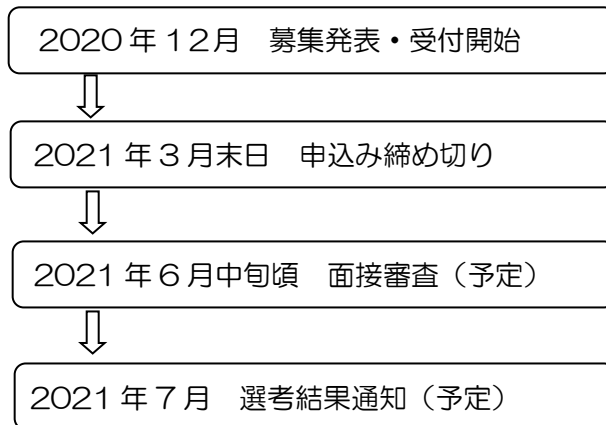 2020年12月　募集発表・受付開始
2021年3月末日　申込み締め切り
2021年6月中旬頃　面接審査（予定）
2021年7月　選考結果通知（予定）